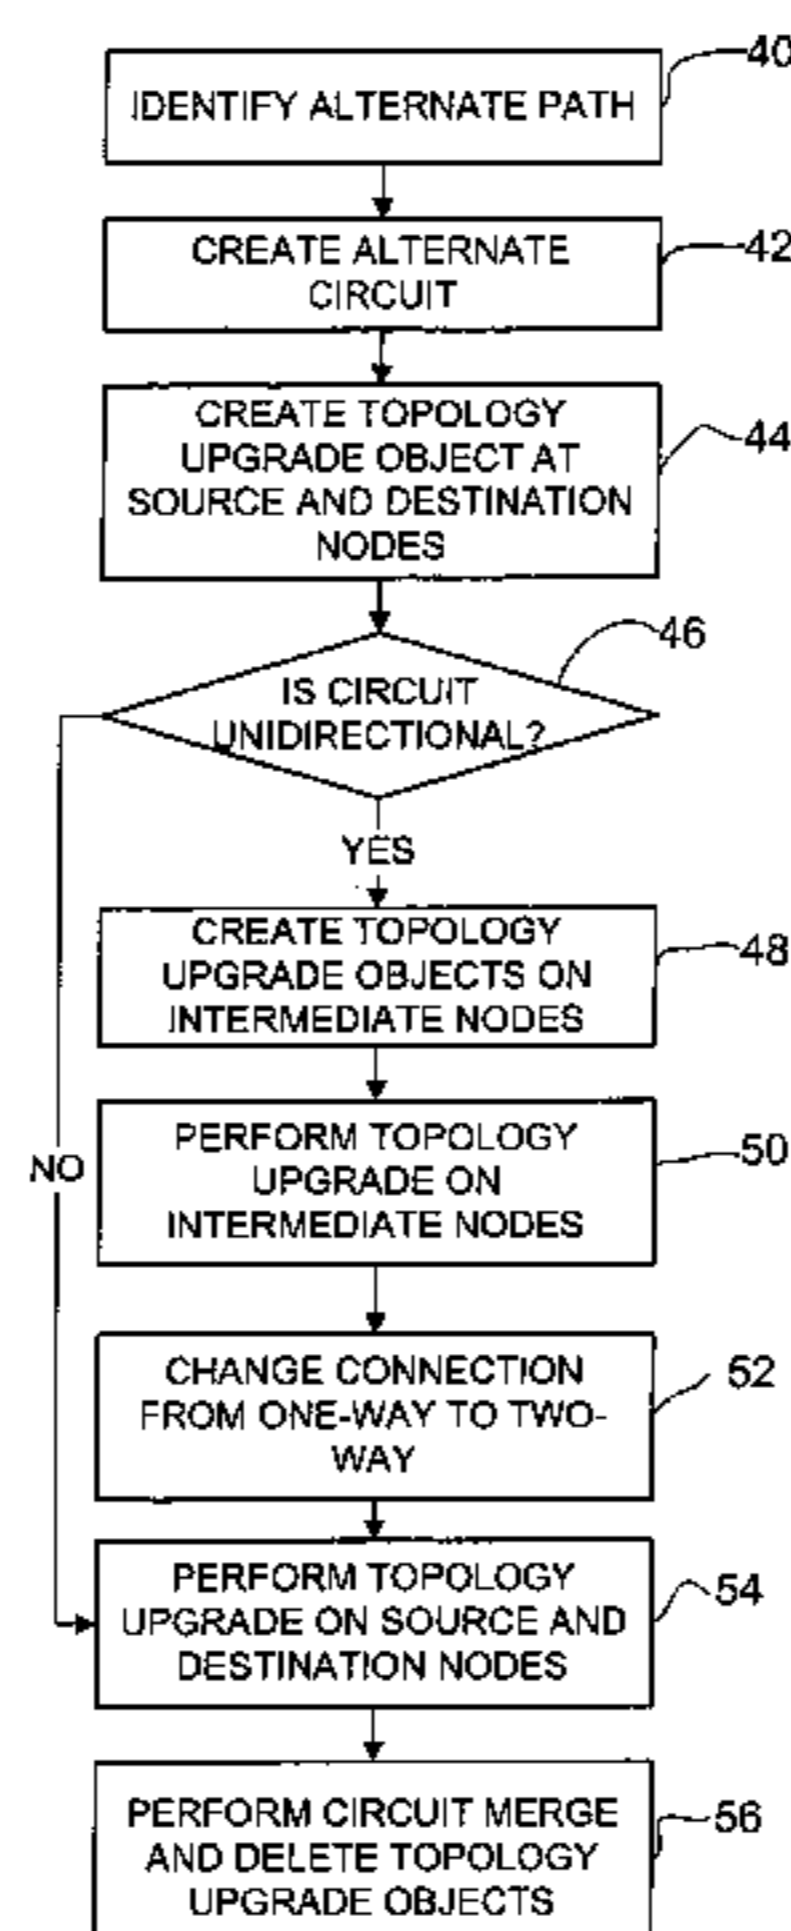 40
IDENTIFY ALTERNATE PATH
42
CREATE ALTERNATE
CIRCUIT
44
CREATE TOPOLOGY
UPGRADE OBJECT AT
SOURCE AND DESTINATION
NODES
46
IS CIRCUIT
UNIDIRECTIONAL?
YES
48
CREATE TOPOLOGY
UPGRADE OBJECTS ON
INTERMEDIATE NODES
50
PERFORM TOPOLOGY
UPGRADE ON
INTERMEDIATE NODES
NO
52
CHANGE CONNECTION
FROM ONE-WAY TO TWO-
WAY
54
PERFORM TOPOLOGY
UPGRADE ON SOURCE AND
DESTINATION NODES
56
PERFORM CIRCUIT MERGE
AND DELETE TOPOLOGY
UPGRADE OBJECTS